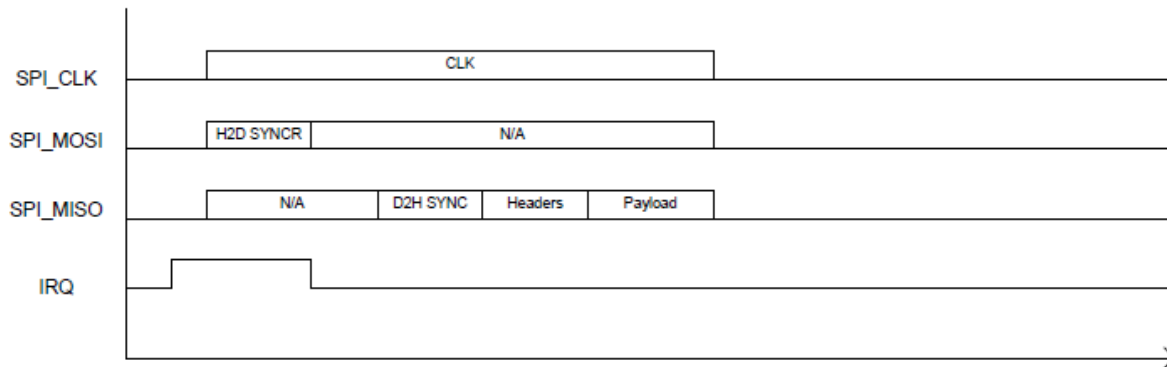 SPI_CLK CLK
SPI_MOSI H2D SYNCR N/A
SPI_MISO N/A D2H SYNC Headers Payload
IRQ